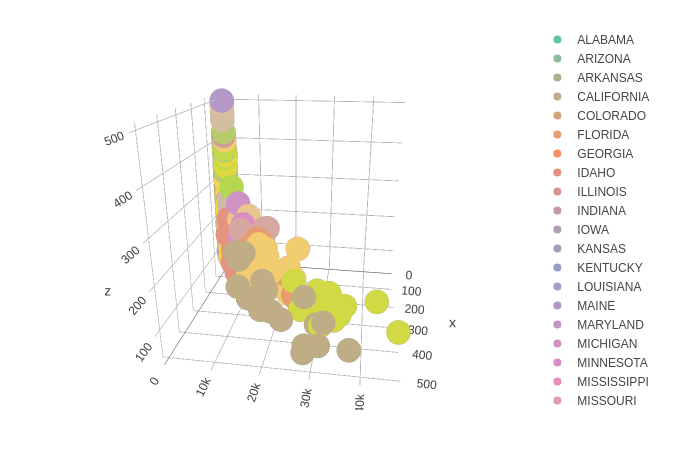 500
400
300
200
100
z
0
10k
20k
30k
40k
0
100
200
300
400
500
x
ALABAMA
ARIZONA
ARKANSAS
CALIFORNIA
COLORADO
FLORIDA
GEORGIA
IDAHO
ILLINOIS
INDIANA
IOWA
KANSAS
KENTUCKY
LOUISIANA
MAINE
MARYLAND
MICHIGAN
MINNESOTA
MISSISSIPPI
MISSOURI